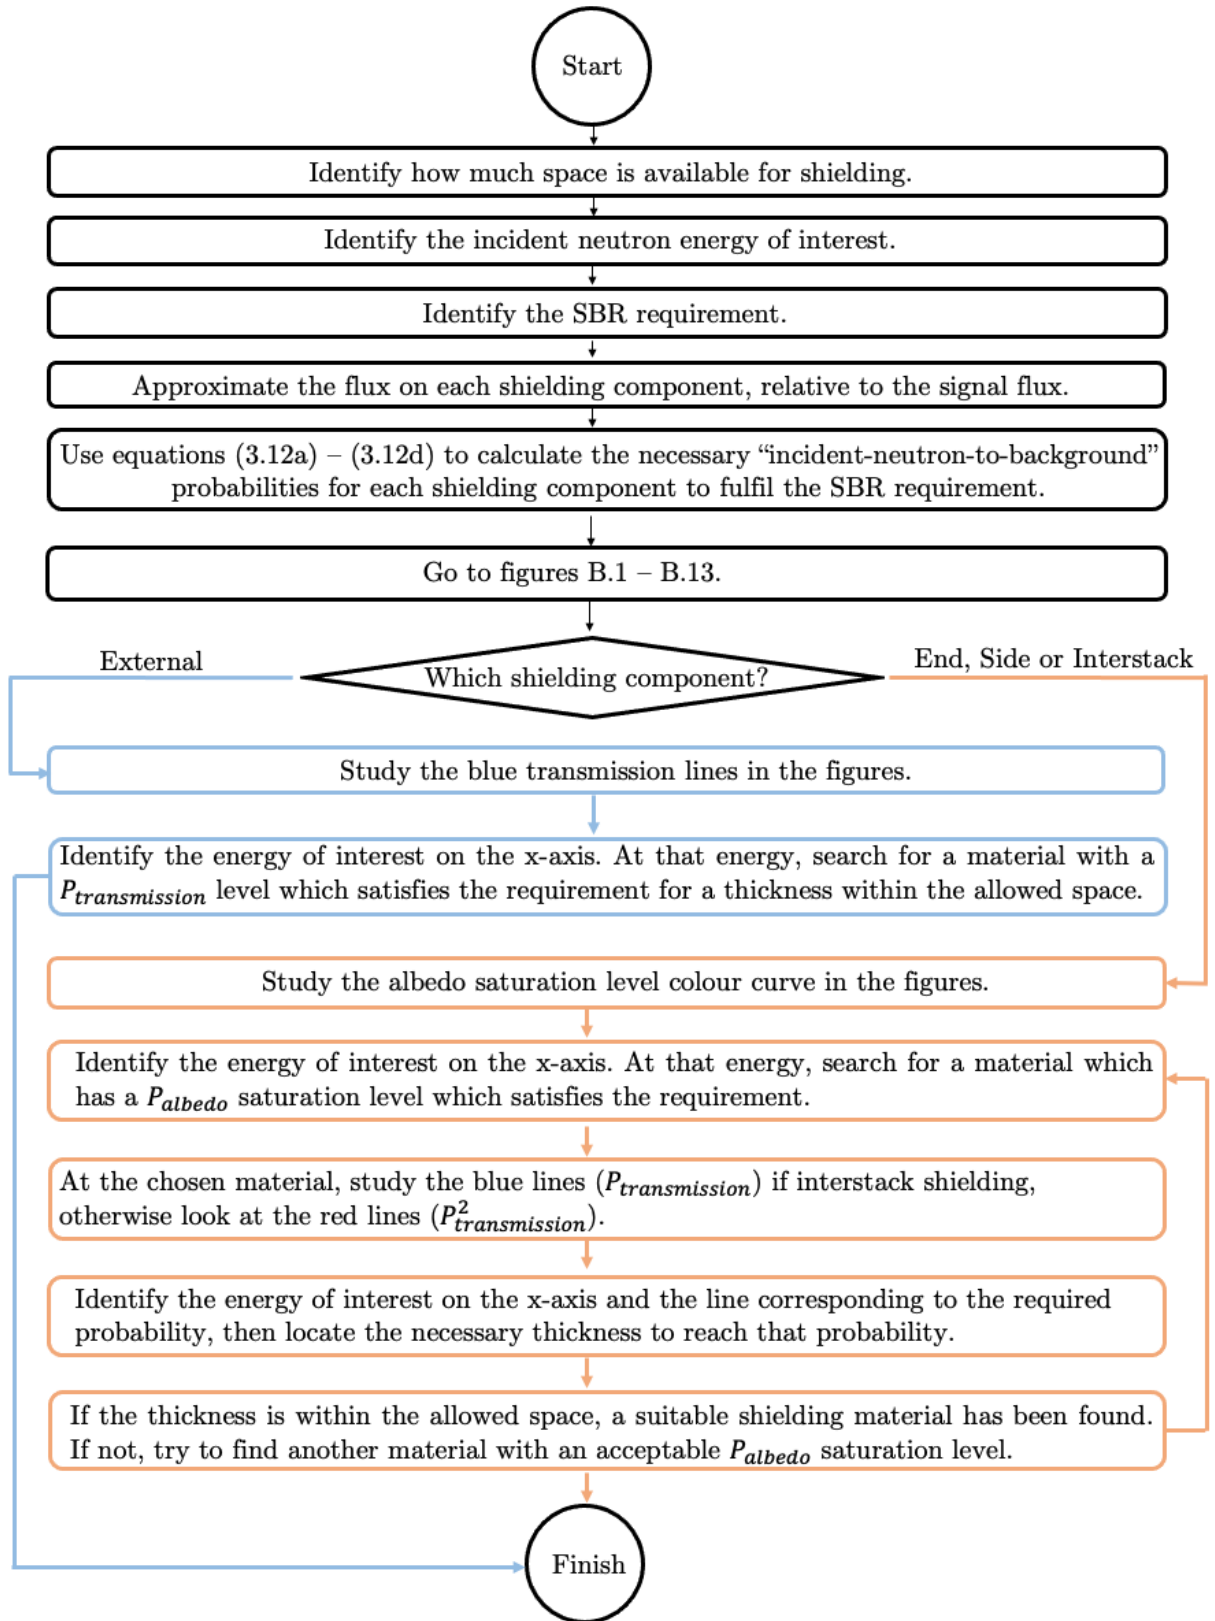 Start
Identify how much space is available for shielding.
Identify the incident neutron energy of interest.
Identify the SBR requirement.
Approximate the flux on each shielding component, relative to the signal flux.
Use equations (3.12a) – (3.12d) to calculate the necessary “incident-neutron-to-background”
probabilities for each shielding component to fulfil the SBR requirement.
Go to figures B.1 – B.13.
Which shielding component?
External
End, Side or Interstack
Study the blue transmission lines in the figures.
Identify the energy of interest on the x-axis. At that energy, search for a material with a
P_transmission level which satisfies the requirement for a thickness within the allowed space.
Study the albedo saturation level colour curve in the figures.
Identify the energy of interest on the x-axis. At that energy, search for a material which
has a P_albedo saturation level which satisfies the requirement.
At the chosen material, study the blue lines (P_transmission) if interstack shielding,
otherwise look at the red lines (P²_transmission).
Identify the energy of interest on the x-axis and the line corresponding to the required
probability, then locate the necessary thickness to reach that probability.
If the thickness is within the allowed space, a suitable shielding material has been found.
If not, try to find another material with an acceptable P_albedo saturation level.
Finish